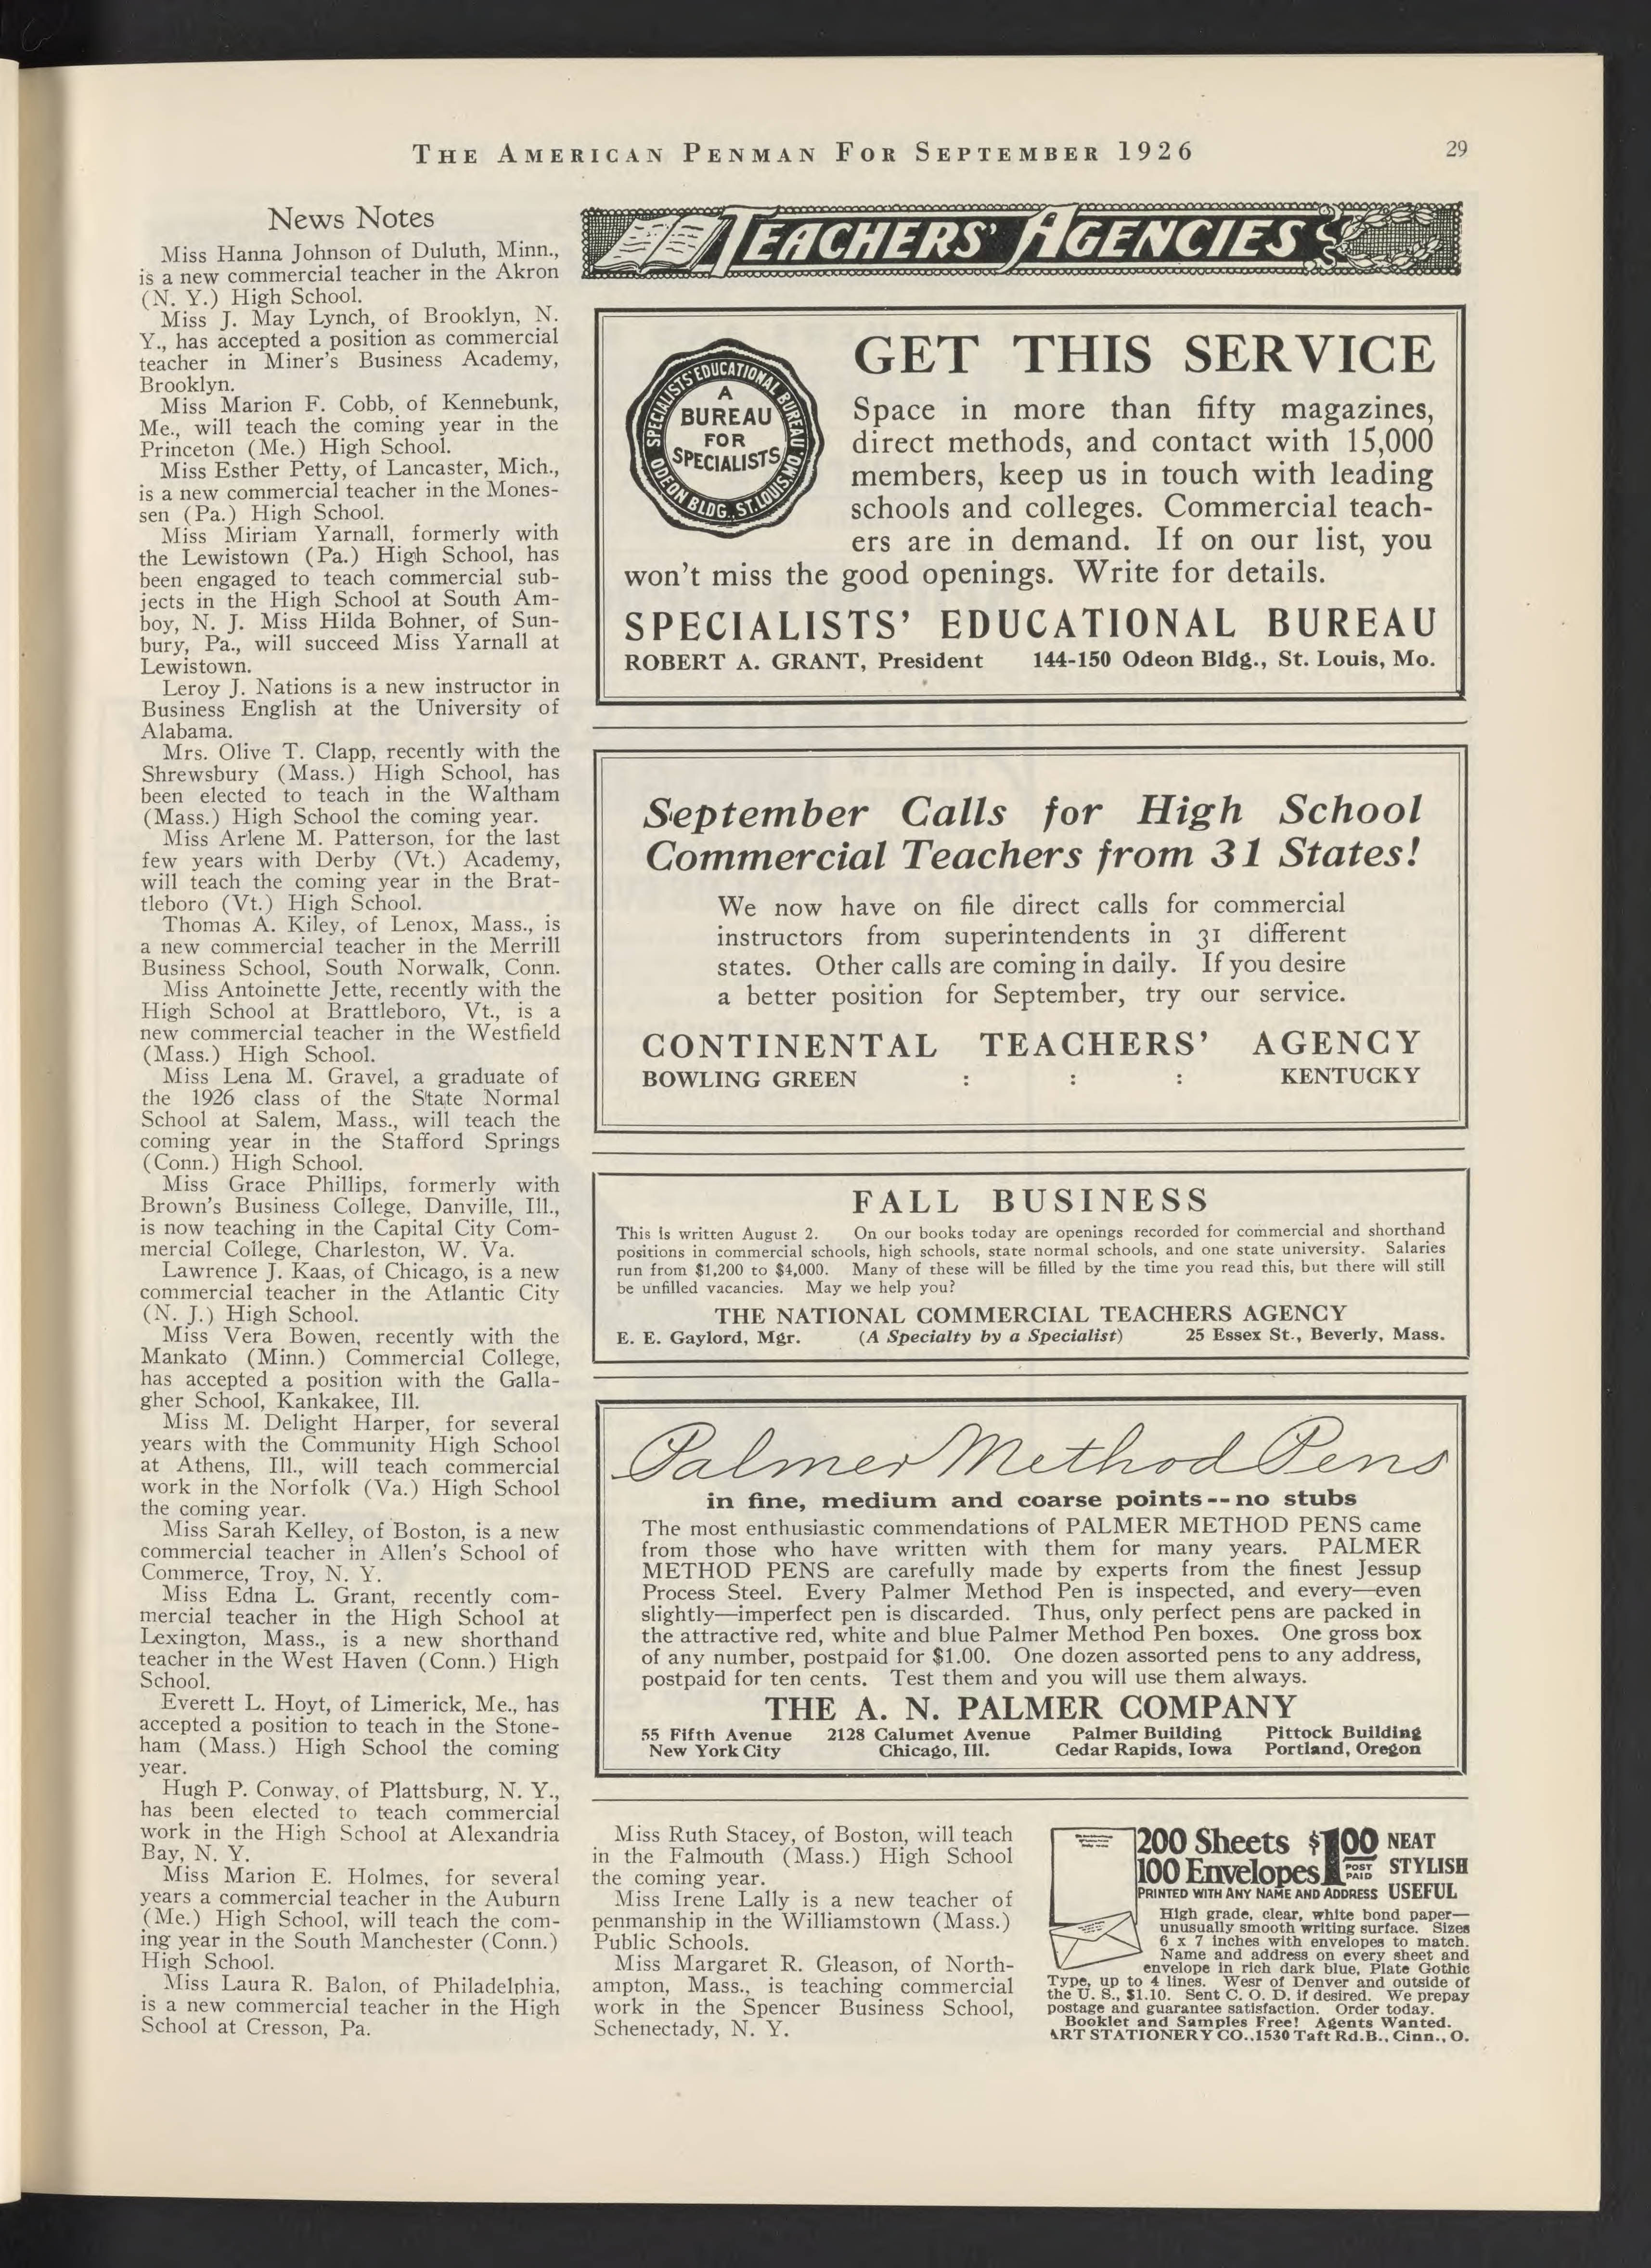 THE AMERICAN PENMAN FOR SEPTEMBER 1926
29
News Notes
Miss Hanna Johnson of Duluth, Minn.,
is a new commercial teacher in the Akron
(N. Y.) High School.
Miss J. May Lynch, of Brooklyn, N.
Y., has accepted a position as commercial
teacher in Miner's Business Academy,
Brooklyn.
Miss Marion F. Cobb, of Kennebunk,
Me., will teach the coming year in the
Princeton (Me.) High School.
Miss Esther Petty, of Lancaster, Mich.,
is a new commercial teacher in the Mones-
sen (Pa.) High School.
Miss Miriam Yarnall, formerly with
the Lewistown (Pa.) High School, has
been engaged to teach commercial sub-
jects in the High School at South Am-
boy, N. J. Miss Hilda Bohner, of Sun-
bury, Pa., will succeed Miss Yarnall at
Lewistown.
Leroy J. Nations is a new instructor in
Business English at the University of
Alabama.
Mrs. Olive T. Clapp, recently with the
Shrewsbury (Mass.) High School, has
been elected to teach in the Waltham
(Mass.) High School the coming year.
Miss Arlene M. Patterson, for the last
few years with Derby (Vt.) Academy,
will teach the coming year in the Brat-
tleboro (Vt.) High School.
Thomas A. Kiley, of Lenox, Mass., is
a new commercial teacher in the Merrill
Business School, South Norwalk, Conn.
Miss Antoinette Jette, recently with the
High School at Brattleboro, Vt., is a
new commercial teacher in the Westfield
(Mass.) High School.
Miss Lena M. Gravel, a graduate of
the 1926 class of the State Normal
School at Salem, Mass., will teach the
coming year in the Stafford Springs
(Conn.) High School.
Miss Grace Phillips, formerly with
Brown's Business College, Danville, Ill.,
is now teaching in the Capital City Com-
mercial College, Charleston, W. Va.
Lawrence J. Kaas, of Chicago, is a new
commercial teacher in the Atlantic City
(N. J.) High School.
Miss Vera Bowen, recently with the
Mankato (Minn.) Commercial College,
has accepted a position with the Galla-
gher School, Kankakee, Ill.
Miss M. Delight Harper, for several
years with the Community High School
at Athens, Ill., will teach commercial
work in the Norfolk (Va.) High School
the coming year.
Miss Sarah Kelley, of Boston, is a new
commercial teacher in Allen's School of
Commerce, Troy, N. Y.
Miss Edna L. Grant, recently com-
mercial teacher in the High School at
Lexington, Mass., is a new shorthand
teacher in the West Haven (Conn.) High
School.
Everett L. Hoyt, of Limerick, Me., has
accepted a position to teach in the Stone-
ham (Mass.) High School the coming
year.
Hugh P. Conway, of Plattsburg, N. Y.,
has been elected to teach commercial
work in the High School at Alexandria
Bay, N. Y.
Miss Marion E. Holmes, for several
years a commercial teacher in the Auburn
(Me.) High School, will teach the com-
ing year in the South Manchester (Conn.)
High School.
Miss Laura R. Balon, of Philadelphia,
is a new commercial teacher in the High
School at Cresson, Pa.
TEACHERS' AGENCIES
SPECIALISTS' EDUCATIONAL BUREAU
A
BUREAU
FOR
SPECIALISTS
ODEON BLDG., ST. LOUIS, MO.
GET THIS SERVICE
Space in more than fifty magazines,
direct methods, and contact with 15,000
members, keep us in touch with leading
schools and colleges. Commercial teach-
ers are in demand. If on our list, you
won't miss the good openings. Write for details.
SPECIALISTS' EDUCATIONAL BUREAU
ROBERT A. GRANT, President 144-150 Odeon Bldg., St. Louis, Mo.
September Calls for High School
Commercial Teachers from 31 States!
We now have on file direct calls for commercial
instructors from superintendents in 31 different
states. Other calls are coming in daily. If you desire
a better position for September, try our service.
CONTINENTAL TEACHERS' AGENCY
BOWLING GREEN : : : KENTUCKY
FALL BUSINESS
This is written August 2. On our books today are openings recorded for commercial and shorthand
positions in commercial schools, high schools, state normal schools, and one state university. Salaries
run from $1,200 to $4,000. Many of these will be filled by the time you read this, but there will still
be unfilled vacancies. May we help you?
THE NATIONAL COMMERCIAL TEACHERS AGENCY
E. E. Gaylord, Mgr. (A Specialty by a Specialist) 25 Essex St., Beverly, Mass.
Palmer Method Pens
in fine, medium and coarse points--no stubs
The most enthusiastic commendations of PALMER METHOD PENS came
from those who have written with them for many years. PALMER
METHOD PENS are carefully made by experts from the finest Jessup
Process Steel. Every Palmer Method Pen is inspected, and every—even
slightly—imperfect pen is discarded. Thus, only perfect pens are packed in
the attractive red, white and blue Palmer Method Pen boxes. One gross box
of any number, postpaid for $1.00. One dozen assorted pens to any address,
postpaid for ten cents. Test them and you will use them always.
THE A. N. PALMER COMPANY
55 Fifth Avenue 2128 Calumet Avenue Palmer Building Pittock Building
New York City Chicago, Ill. Cedar Rapids, Iowa Portland, Oregon
Miss Ruth Stacey, of Boston, will teach
in the Falmouth (Mass.) High School
the coming year.
Miss Irene Lally is a new teacher of
penmanship in the Williamstown (Mass.)
Public Schools.
Miss Margaret R. Gleason, of North-
ampton, Mass., is teaching commercial
work in the Spencer Business School,
Schenectady, N. Y.
200 Sheets $1.00 NEAT
100 Envelopes POST PAID STYLISH
PRINTED WITH ANY NAME AND ADDRESS USEFUL
High grade, clear, white bond paper—
unusually smooth writing surface. Sizes
6 x 7 inches with envelopes to match.
Name and address on every sheet and
envelope in rich dark blue, Plate Gothic
Type, up to 4 lines. Wesr of Denver and outside of
the U. S., $1.10. Sent C. O. D. if desired. We prepay
postage and guarantee satisfaction. Order today.
Booklet and Samples Free! Agents Wanted.
ART STATIONERY CO., 1530 Taft Rd.B., Cinn., O.